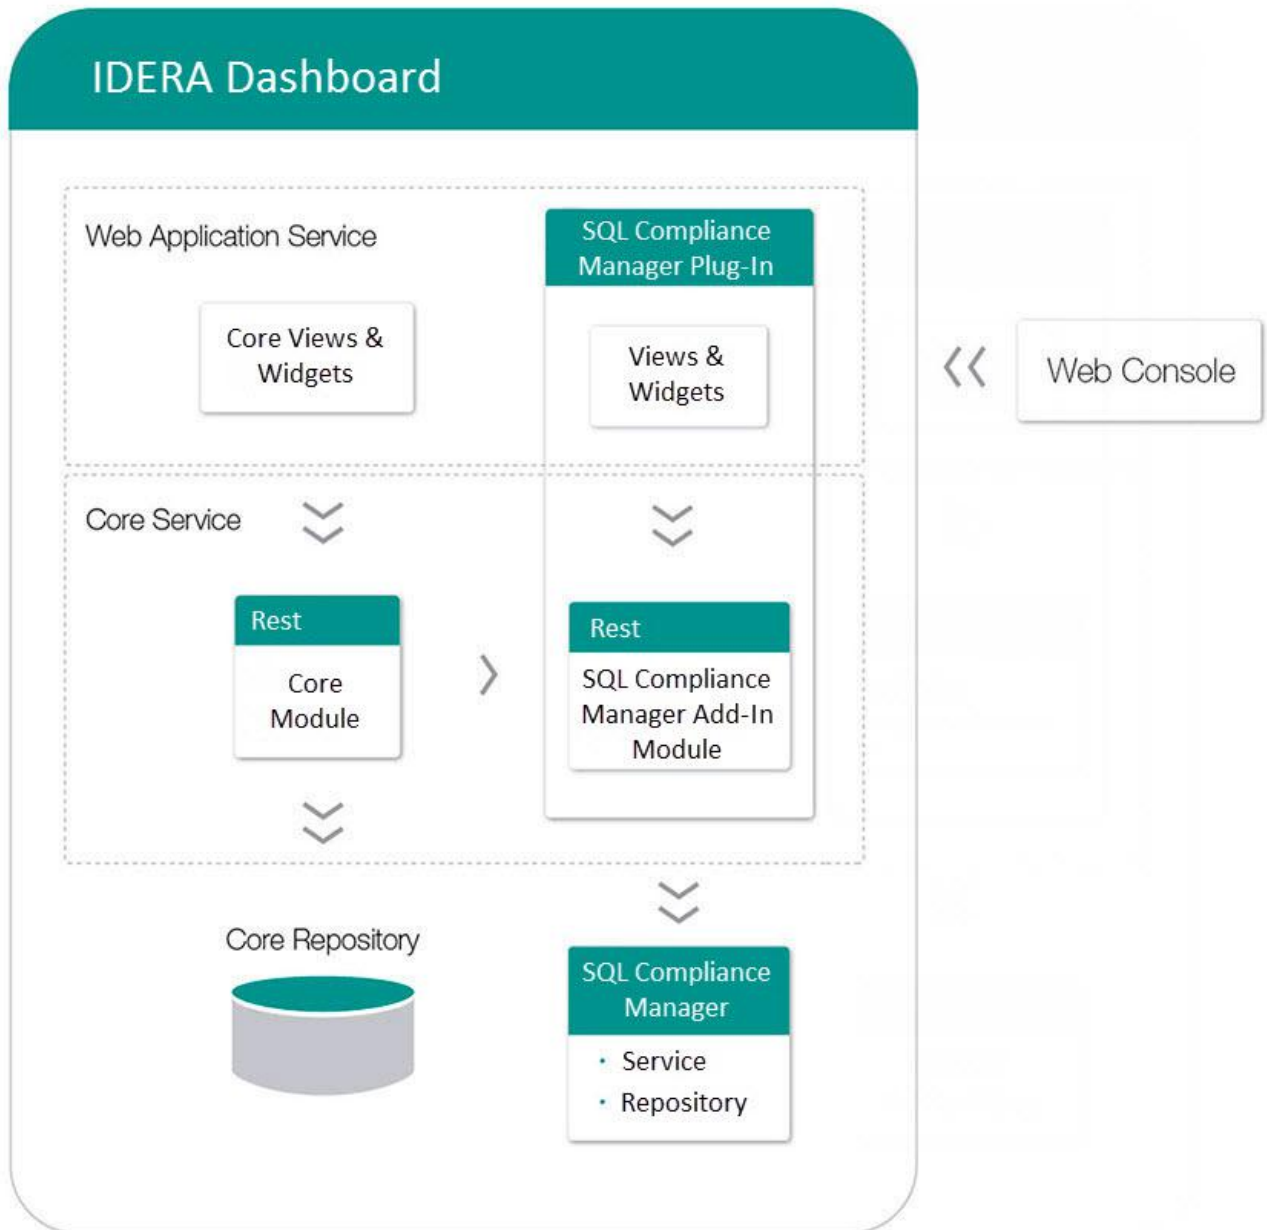 IDERA Dashboard
Web Application Service
SQL Compliance
Manager Plug-In
Core Views &
Widgets
Views &
Widgets
Web Console
Core Service
Rest
Core
Module
Rest
SQL Compliance
Manager Add-In
Module
Core Repository
SQL Compliance
Manager
· Service
· Repository